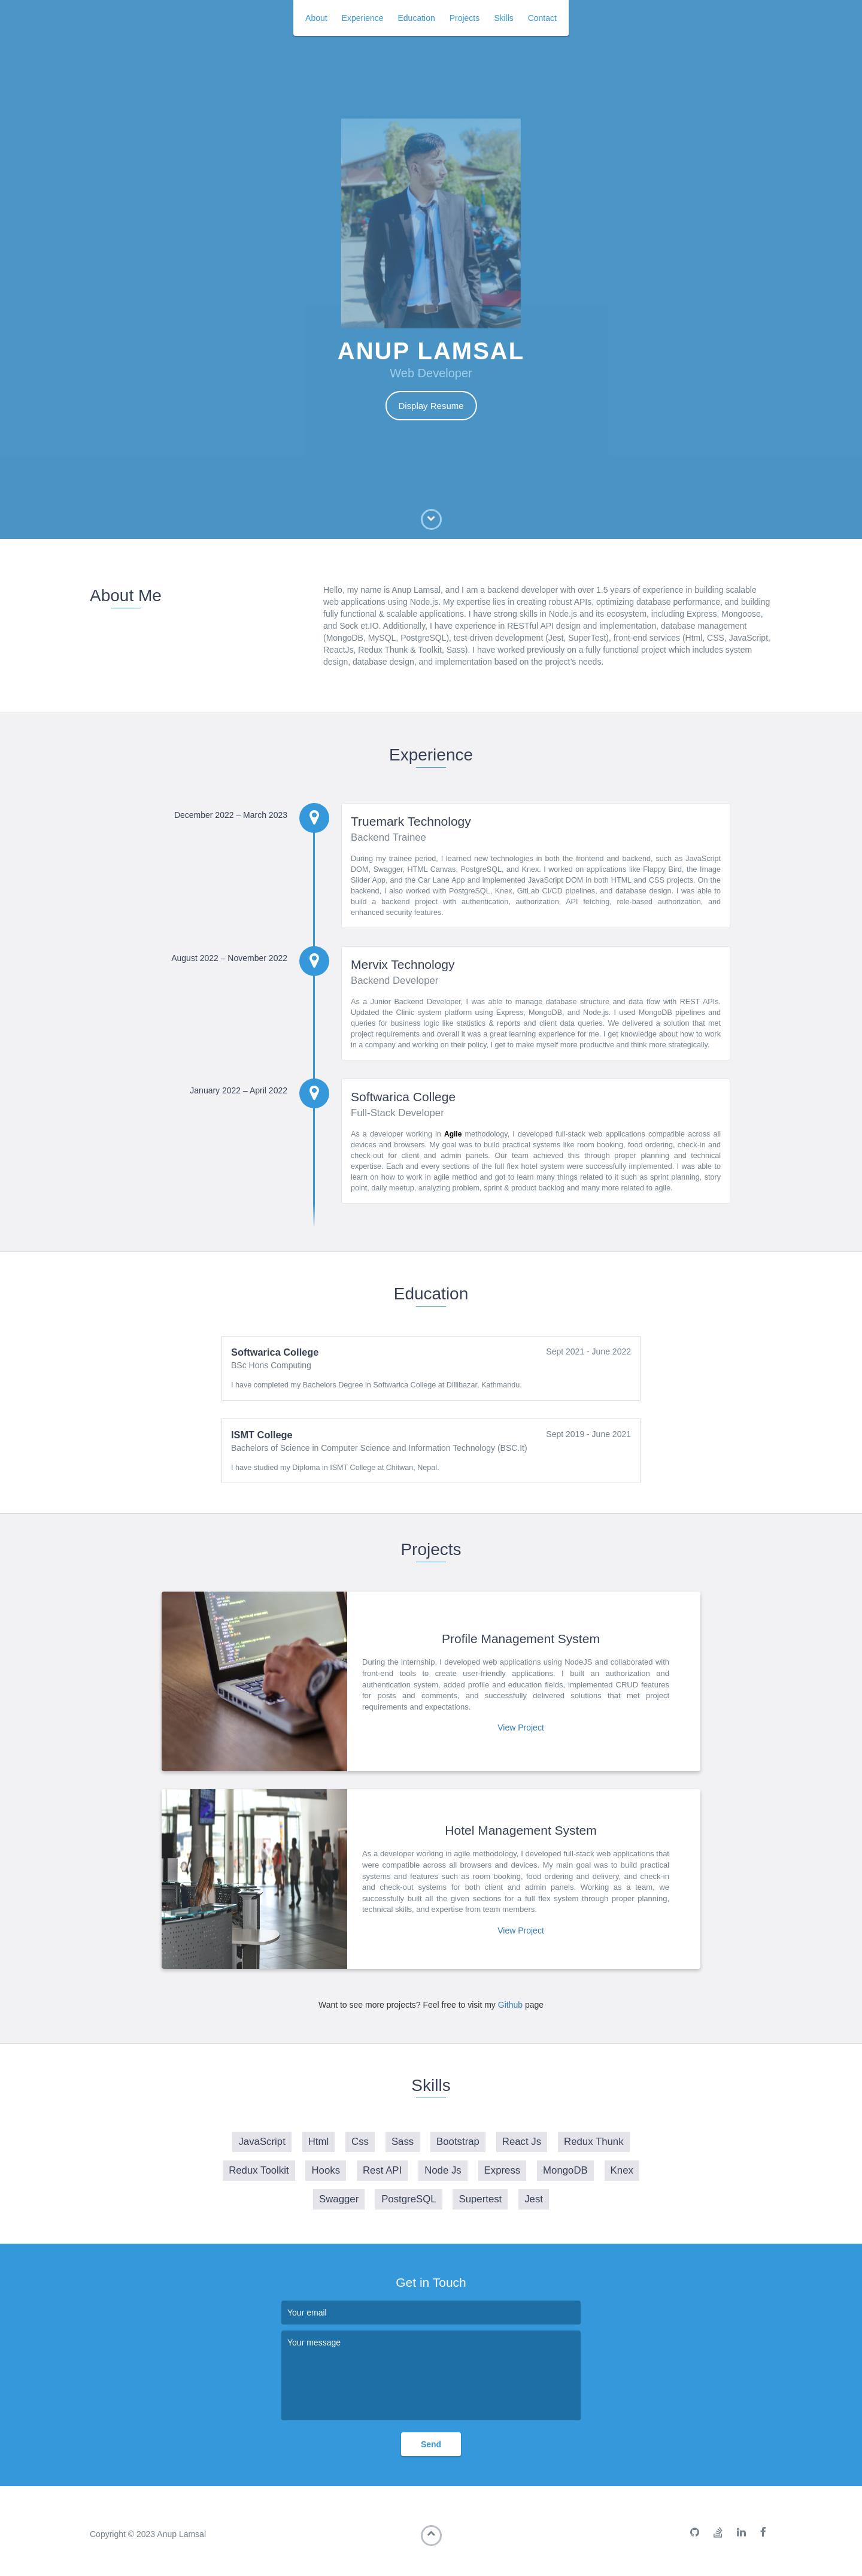 About Experience Education Projects Skills Contact
ANUP LAMSAL
Web Developer
Display Resume
About Me
Hello, my name is Anup Lamsal, and I am a backend developer with over 1.5 years of experience in building scalable
web applications using Node.js. My expertise lies in creating robust APIs, optimizing database performance, and building
fully functional & scalable applications. I have strong skills in Node.js and its ecosystem, including Express, Mongoose,
and Sock et.IO. Additionally, I have experience in RESTful API design and implementation, database management
(MongoDB, MySQL, PostgreSQL), test-driven development (Jest, SuperTest), front-end services (Html, CSS, JavaScript,
ReactJs, Redux Thunk & Toolkit, Sass). I have worked previously on a fully functional project which includes system
design, database design, and implementation based on the project's needs.
Experience
December 2022 – March 2023
Truemark Technology
Backend Trainee
During my trainee period, I learned new technologies in both the frontend and backend, such as JavaScript
DOM, Swagger, HTML Canvas, PostgreSQL, and Knex. I worked on applications like Flappy Bird, the Image
Slider App, and the Car Lane App and implemented JavaScript DOM in both HTML and CSS projects. On the
backend, I also worked with PostgreSQL, Knex, GitLab CI/CD pipelines, and database design. I was able to
build a backend project with authentication, authorization, API fetching, role-based authorization, and
enhanced security features.
August 2022 – November 2022
Mervix Technology
Backend Developer
As a Junior Backend Developer, I was able to manage database structure and data flow with REST APIs.
Updated the Clinic system platform using Express, MongoDB, and Node.js. I used MongoDB pipelines and
queries for business logic like statistics & reports and client data queries. We delivered a solution that met
project requirements and overall it was a great learning experience for me. I get knowledge about how to work
in a company and working on their policy, I get to make myself more productive and think more strategically.
January 2022 – April 2022
Softwarica College
Full-Stack Developer
As a developer working in Agile methodology, I developed full-stack web applications compatible across all
devices and browsers. My goal was to build practical systems like room booking, food ordering, check-in and
check-out for client and admin panels. Our team achieved this through proper planning and technical
expertise. Each and every sections of the full flex hotel system were successfully implemented. I was able to
learn on how to work in agile method and got to learn many things related to it such as sprint planning, story
point, daily meetup, analyzing problem, sprint & product backlog and many more related to agile.
Education
Softwarica College
Sept 2021 - June 2022
BSc Hons Computing
I have completed my Bachelors Degree in Softwarica College at Dillibazar, Kathmandu.
ISMT College
Sept 2019 - June 2021
Bachelors of Science in Computer Science and Information Technology (BSC.It)
I have studied my Diploma in ISMT College at Chitwan, Nepal.
Projects
Profile Management System
During the internship, I developed web applications using NodeJS and collaborated with
front-end tools to create user-friendly applications. I built an authorization and
authentication system, added profile and education fields, implemented CRUD features
for posts and comments, and successfully delivered solutions that met project
requirements and expectations.
View Project
Hotel Management System
As a developer working in agile methodology, I developed full-stack web applications that
were compatible across all browsers and devices. My main goal was to build practical
systems and features such as room booking, food ordering and delivery, and check-in
and check-out systems for both client and admin panels. Working as a team, we
successfully built all the given sections for a full flex system through proper planning,
technical skills, and expertise from team members.
View Project
Want to see more projects? Feel free to visit my Github page
Skills
JavaScript Html Css Sass Bootstrap React Js Redux Thunk
Redux Toolkit Hooks Rest API Node Js Express MongoDB Knex
Swagger PostgreSQL Supertest Jest
Get in Touch
Your email
Your message
Send
Copyright © 2023 Anup Lamsal